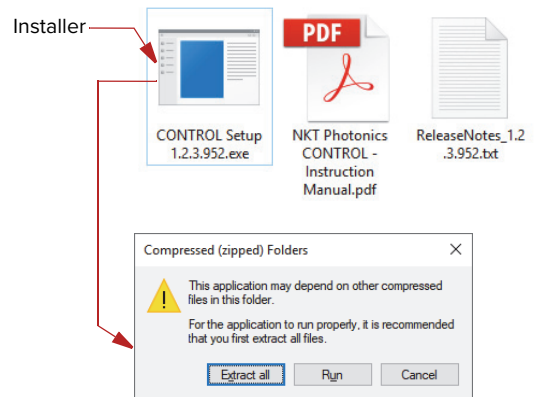 Installer
PDF
CONTROL Setup
1.2.3.952.exe
NKT Photonics
CONTROL -
Instruction
Manual.pdf
ReleaseNotes_1.2
.3.952.txt
Compressed (zipped) Folders
This application may depend on other compressed
files in this folder.
For the application to run properly, it is recommended
that you first extract all files.
Extract all
Run
Cancel